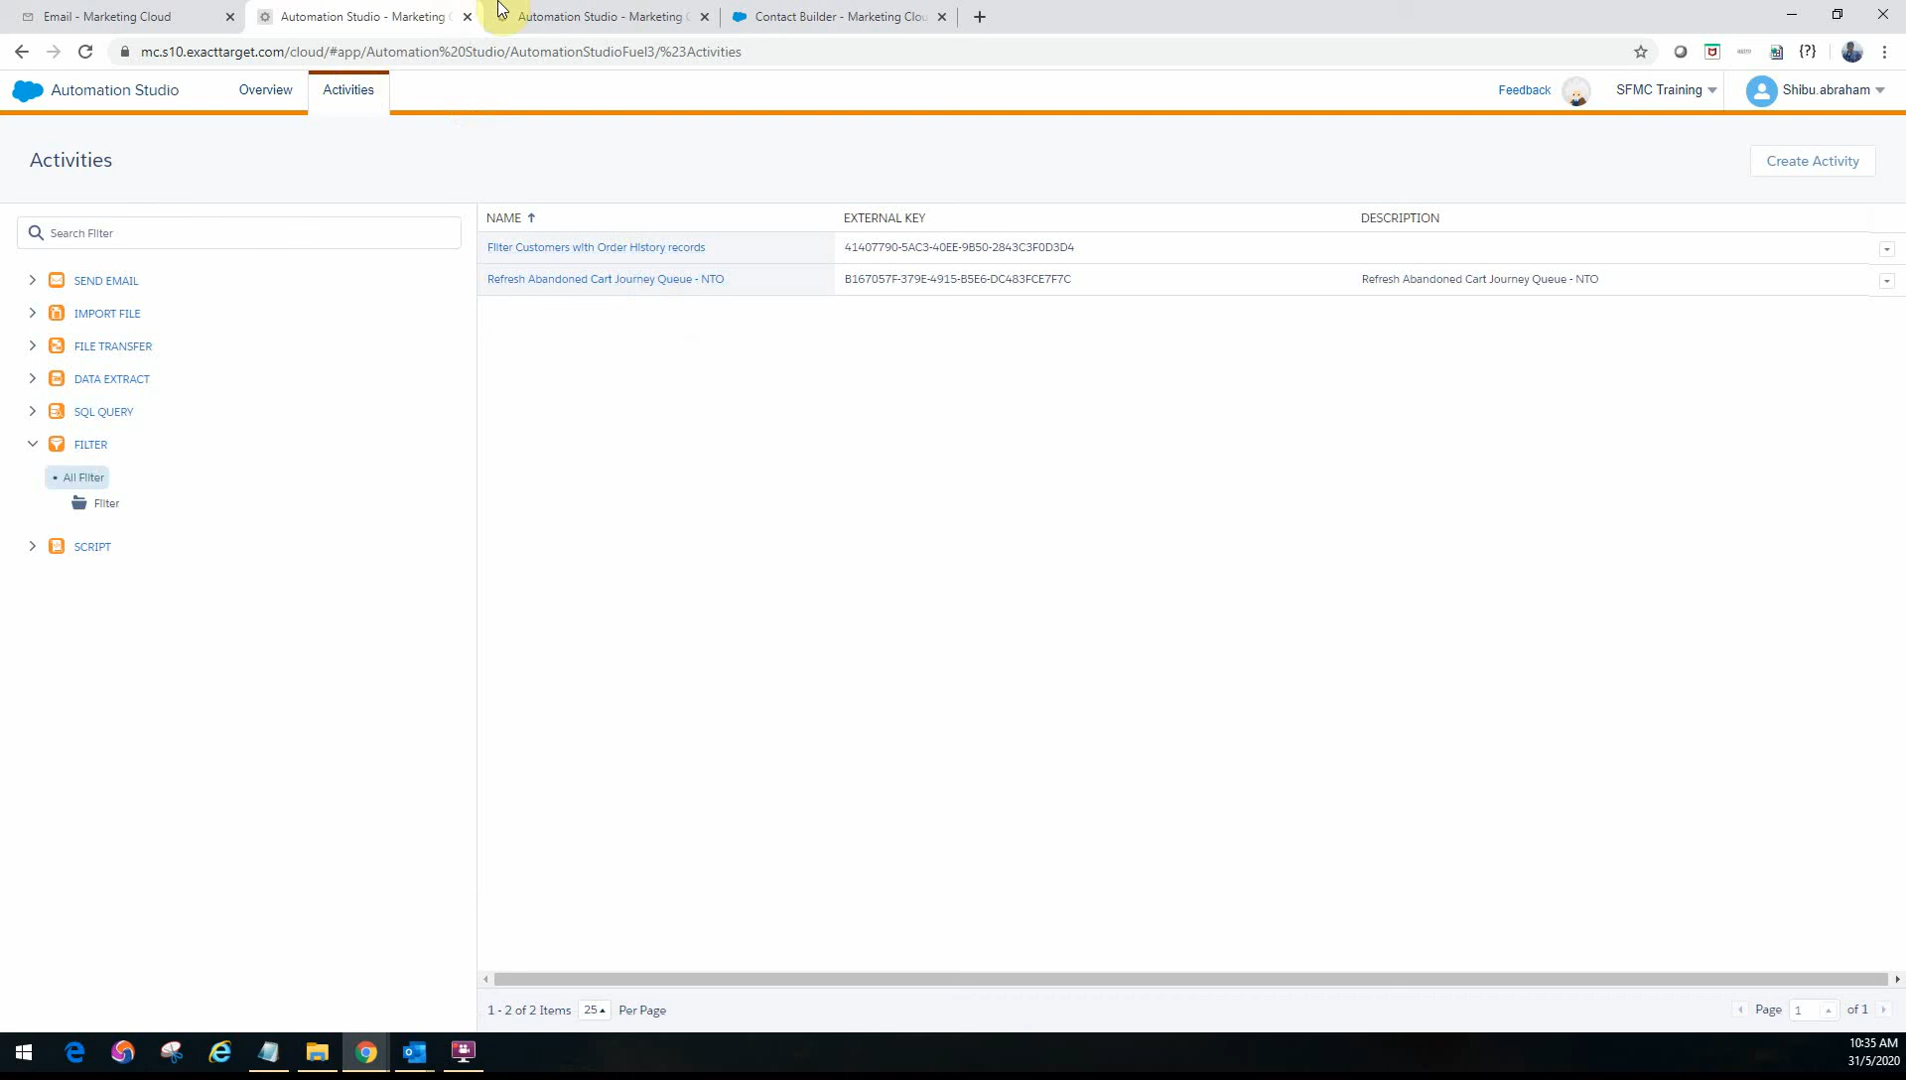 Email - Marketing Cloud
Automation Studio - Marketing C
Automation Studio - Marketing C
Contact Builder - Marketing Clou
mc.s10.exacttarget.com/cloud/#app/Automation%20Studio/AutomationStudioFuel3/%23Activities
Automation Studio
Overview
Activities
Feedback
SFMC Training
Shibu.abraham
Activities
Create Activity
Search Filter
NAME
EXTERNAL KEY
DESCRIPTION
Filter Customers with Order History records
41407790-5AC3-40EE-9B50-2843C3F0D3D4
Refresh Abandoned Cart Journey Queue - NTO
B167057F-379E-4915-B5E6-DC483FCE7F7C
Refresh Abandoned Cart Journey Queue - NTO
SEND EMAIL
IMPORT FILE
FILE TRANSFER
DATA EXTRACT
SQL QUERY
FILTER
All Filter
Filter
SCRIPT
1 - 2 of 2 Items
25
Per Page
Page
1
of 1
10:35 AM
31/5/2020